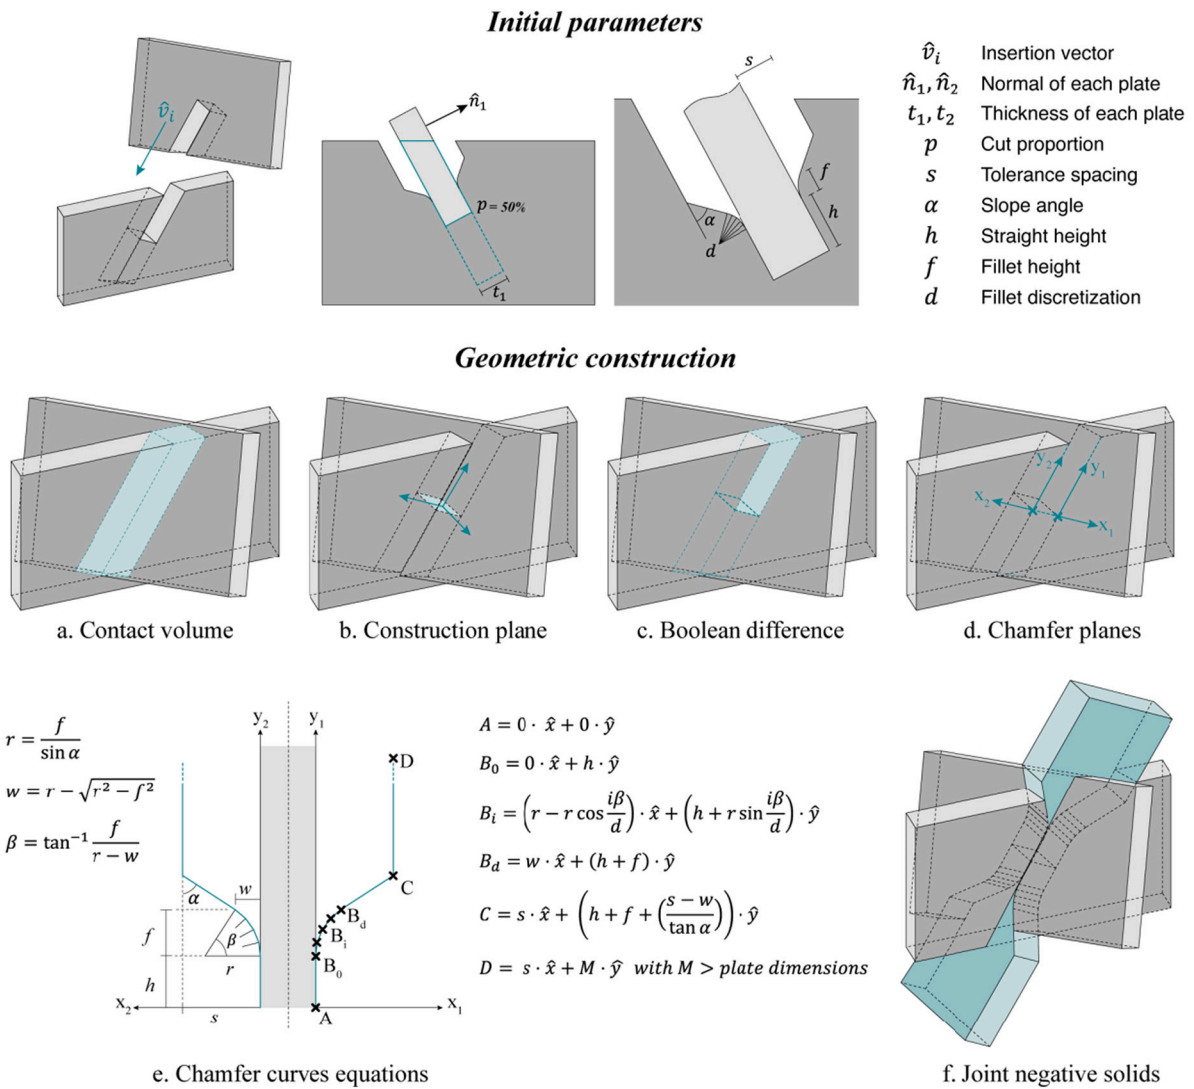 Initial parameters
v̂ᵢ
n̂₁
p = 50%
t₁
s
f
h
α
d
v̂ᵢ Insertion vector
n̂₁, n̂₂ Normal of each plate
t₁, t₂ Thickness of each plate
p Cut proportion
s Tolerance spacing
α Slope angle
h Straight height
f Fillet height
d Fillet discretization
Geometric construction
y₂ y₁
x₂ x₁
a. Contact volume
b. Construction plane
c. Boolean difference
d. Chamfer planes
r = f / sin α
w = r − √(r² − f²)
β = tan⁻¹ f / (r − w)
y₂ y₁
D
C
α w
B_d
f β B_i
r B₀
h
x₂ s A x₁
A = 0 · x̂ + 0 · ŷ
B₀ = 0 · x̂ + h · ŷ
B_i = (r − r cos iβ/d) · x̂ + (h + r sin iβ/d) · ŷ
B_d = w · x̂ + (h + f) · ŷ
C = s · x̂ + (h + f + ((s − w)/tan α)) · ŷ
D = s · x̂ + M · ŷ with M > plate dimensions
e. Chamfer curves equations
f. Joint negative solids